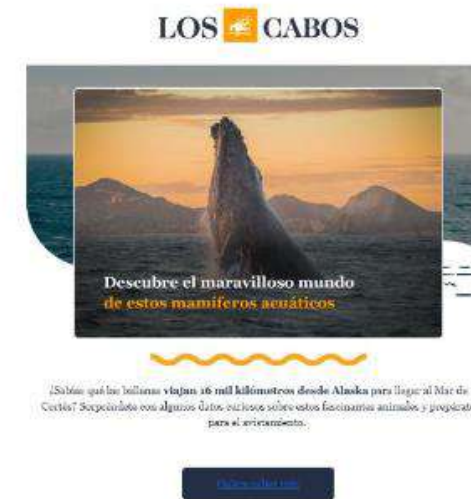 LOS CABOS
Descubre el maravilloso mundo
de estos mamíferos acuáticos
¿Sabías qué las ballenas viajan 16 mil kilómetros desde Alaska para llegar al Mar de
Cortés? Sorpréndete con algunos datos curiosos sobre estos fascinantes animales y prepárate
para el avistamiento.